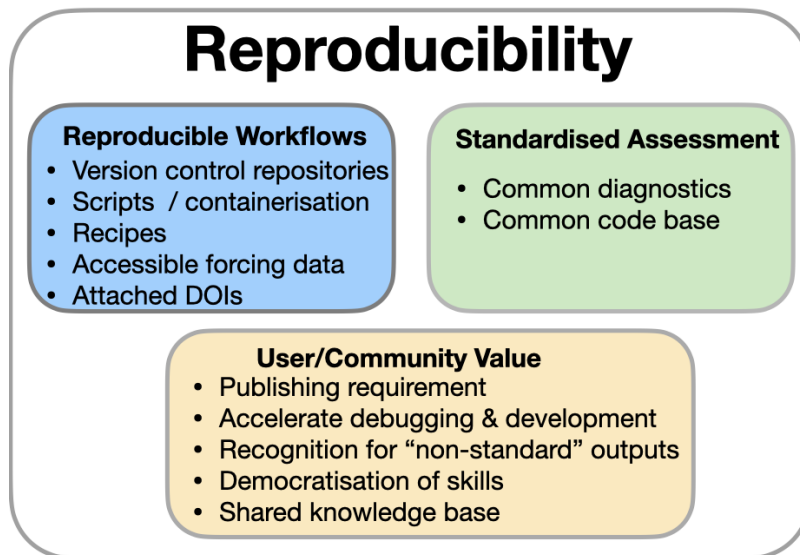 Reproducibility
Reproducible Workflows
• Version control repositories
• Scripts / containerisation
• Recipes
• Accessible forcing data
• Attached DOIs
Standardised Assessment
• Common diagnostics
• Common code base
User/Community Value
• Publishing requirement
• Accelerate debugging & development
• Recognition for “non-standard” outputs
• Democratisation of skills
• Shared knowledge base